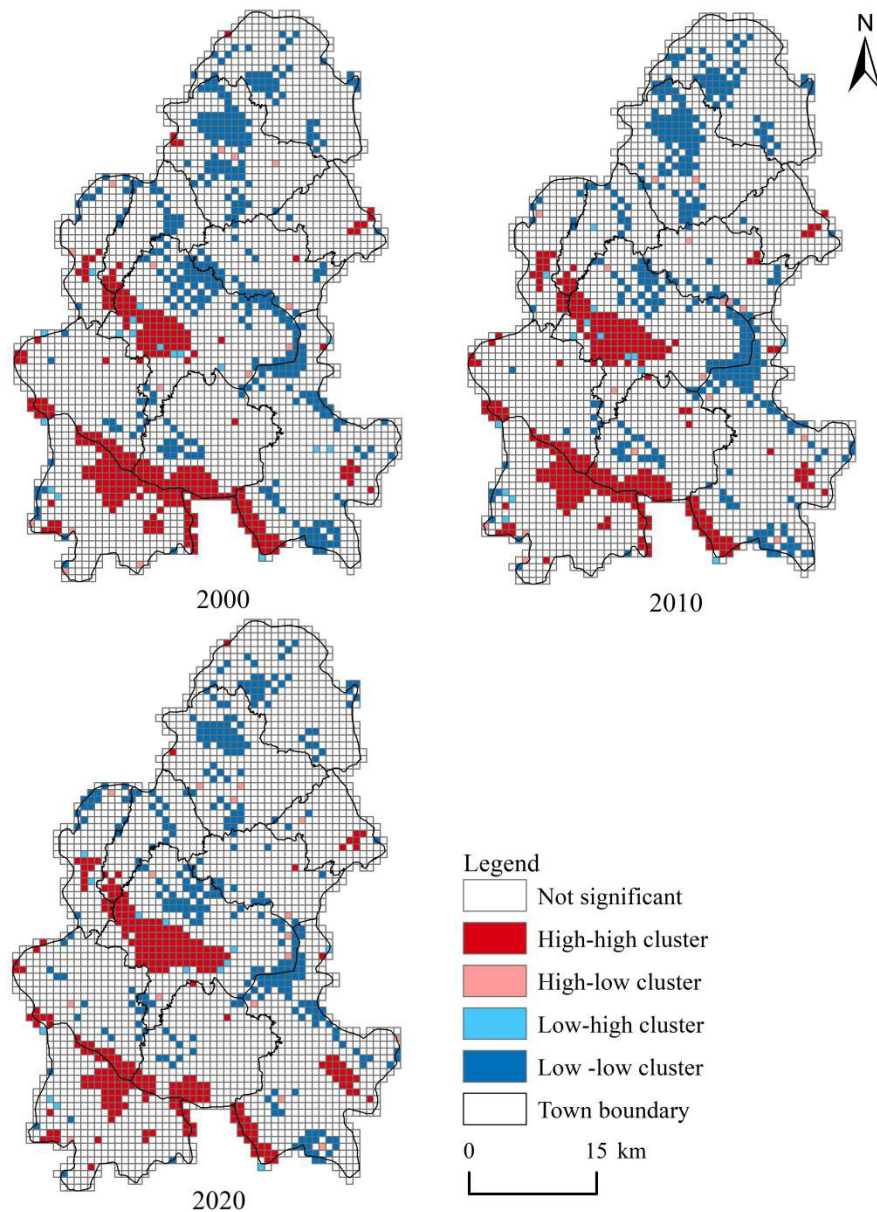 N
2000
2010
2020
Legend
Not significant
High-high cluster
High-low cluster
Low-high cluster
Low -low cluster
Town boundary
0 15 km